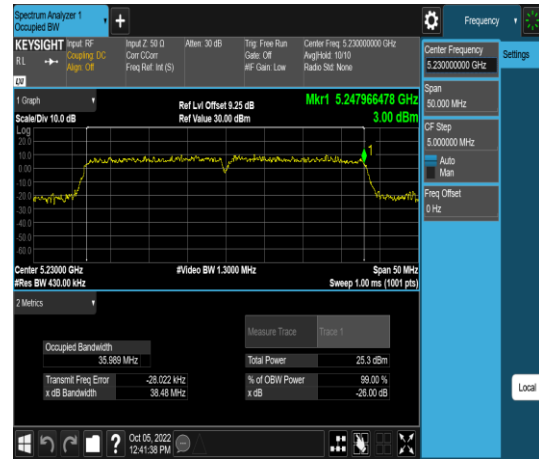 Spectrum Analyzer 1
Occupied BW
+
Frequency
KEYSIGHT
RL
Input: RF
Coupling: DC
Align: Off
Input Z: 50 Ω
Corr CCorr
Freq Ref: Int (S)
Atten: 30 dB
Trig: Free Run
Gate: Off
#IF Gain: Low
Center Freq: 5.230000000 GHz
Avg|Hold: 10/10
Radio Std: None
LW
1 Graph
Scale/Div 10.0 dB
Ref Lvl Offset 9.25 dB
Ref Value 30.00 dBm
Mkr1 5.247966478 GHz
3.00 dBm
Log
20.0
10.0
0.00
-10.0
-20.0
-30.0
-40.0
-50.0
-60.0
1
Center 5.23000 GHz
#Res BW 430.00 kHz
#Video BW 1.3000 MHz
Span 50 MHz
Sweep 1.00 ms (1001 pts)
2 Metrics
Measure Trace
Trace 1
Occupied Bandwidth
35.989 MHz
Total Power
25.3 dBm
Transmit Freq Error
-28.022 kHz
% of OBW Power
99.00 %
x dB Bandwidth
38.48 MHz
x dB
-26.00 dB
?
Oct 05, 2022
12:41:38 PM
Center Frequency
5.230000000 GHz
Span
50.000 MHz
CF Step
5.000000 MHz
Auto
Man
Freq Offset
0 Hz
Settings
Local